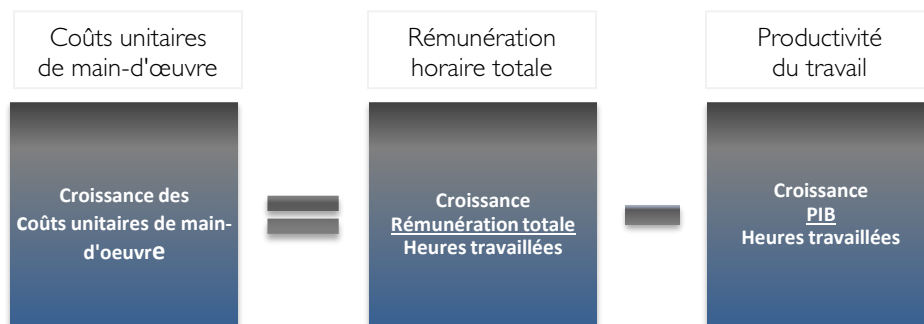 Coûts unitaires
de main-d'œuvre
Rémunération
horaire totale
Productivité
du travail
Croissance des
Coûts unitaires de main-
d'oeuvre
Croissance
Rémunération totale
Heures travaillées
Croissance
PIB
Heures travaillées